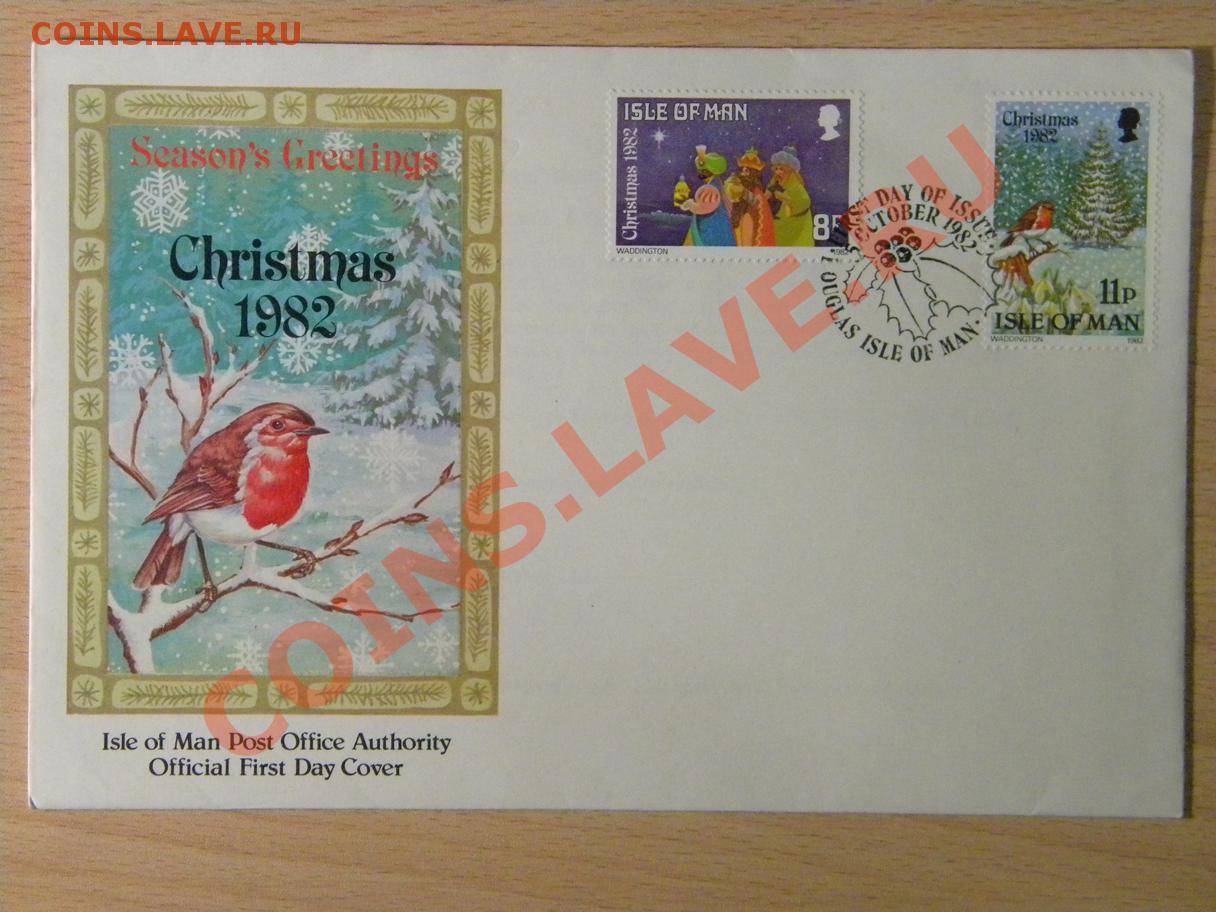 COINS.LAVE.RU
Season's Greetings
Christmas
1982
Isle of Man Post Office Authority
Official First Day Cover
ISLE OF MAN
Christmas 1982
WADDINGTON
1982
DAY OF ISSUE
OCTOBER 1982
DOUGLAS ISLE OF MAN
Christmas
1982
11P
ISLE OF MAN
WADDINGTON
1982
COINS.LAVE.RU